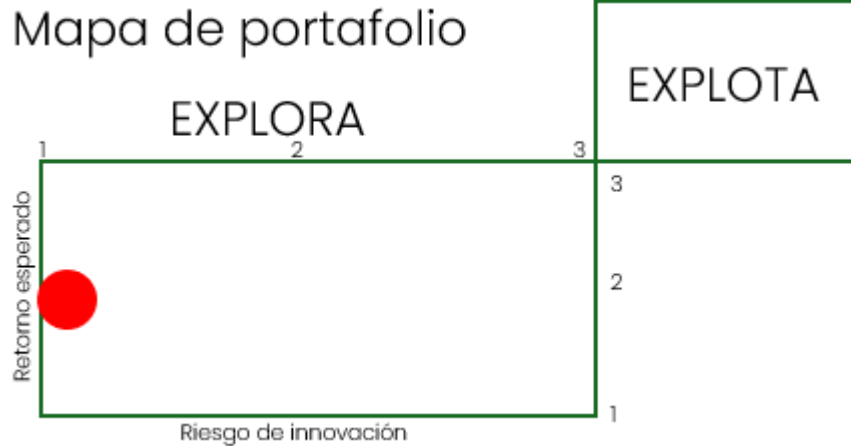 Mapa de portafolio
EXPLOTA
EXPLORA
1 2 3
3
2
1
Retorno esperado
Riesgo de innovación